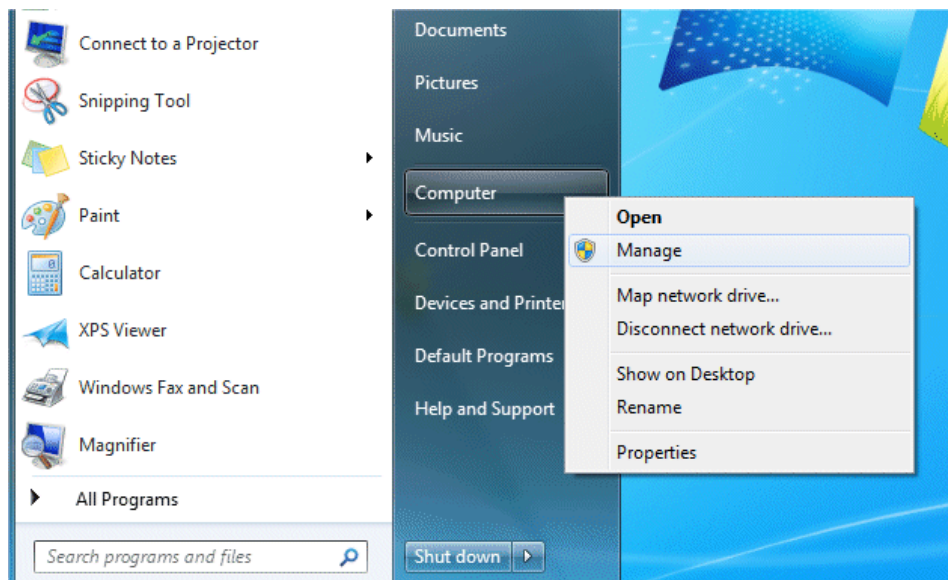 Connect to a Projector
Snipping Tool
Sticky Notes
Paint
Calculator
XPS Viewer
Windows Fax and Scan
Magnifier
All Programs
Search programs and files
Documents
Pictures
Music
Computer
Control Panel
Devices and Printer
Default Programs
Help and Support
Shut down
Open
Manage
Map network drive...
Disconnect network drive...
Show on Desktop
Rename
Properties